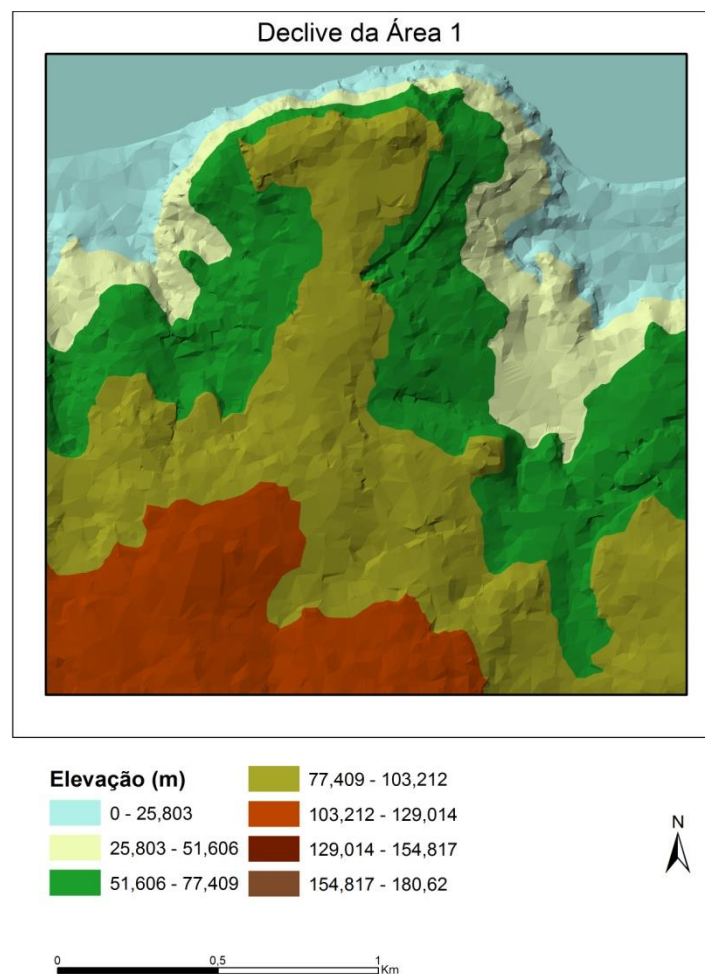 Declive da Área 1
Elevação (m)
0 - 25,803
25,803 - 51,606
51,606 - 77,409
77,409 - 103,212
103,212 - 129,014
129,014 - 154,817
154,817 - 180,62
N
0 0,5 1
Km